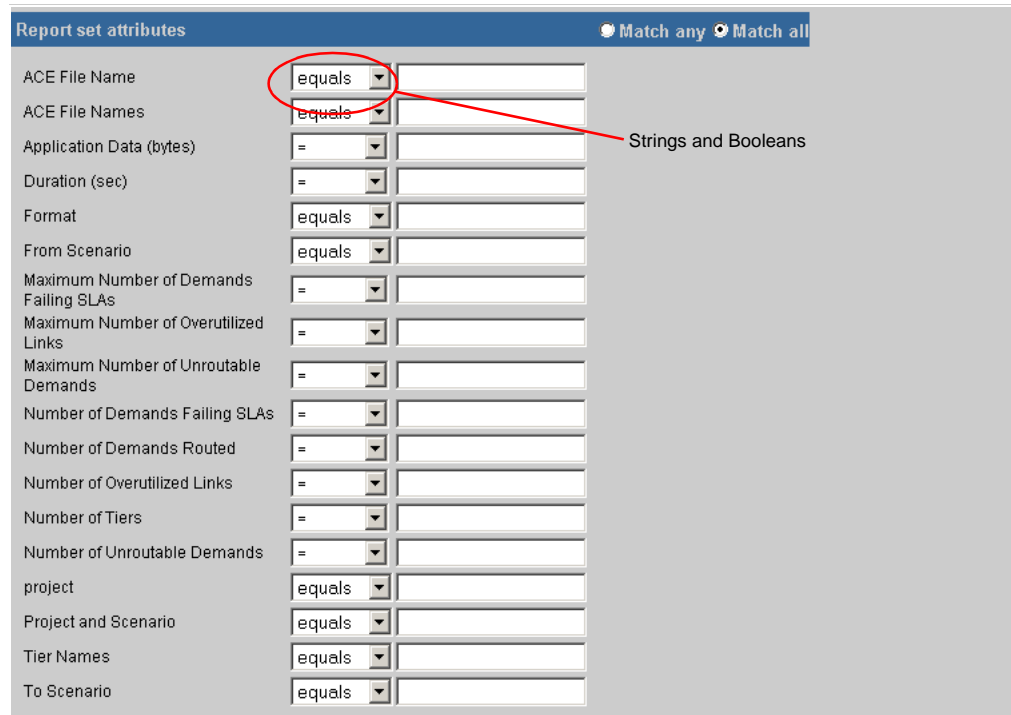 Report set attributes Match any Match all
ACE File Name equals
ACE File Names equals
Strings and Booleans
Application Data (bytes) =
Duration (sec) =
Format equals
From Scenario equals
Maximum Number of Demands
Failing SLAs =
Maximum Number of Overutilized
Links =
Maximum Number of Unroutable
Demands =
Number of Demands Failing SLAs =
Number of Demands Routed =
Number of Overutilized Links =
Number of Tiers =
Number of Unroutable Demands =
project equals
Project and Scenario equals
Tier Names equals
To Scenario equals